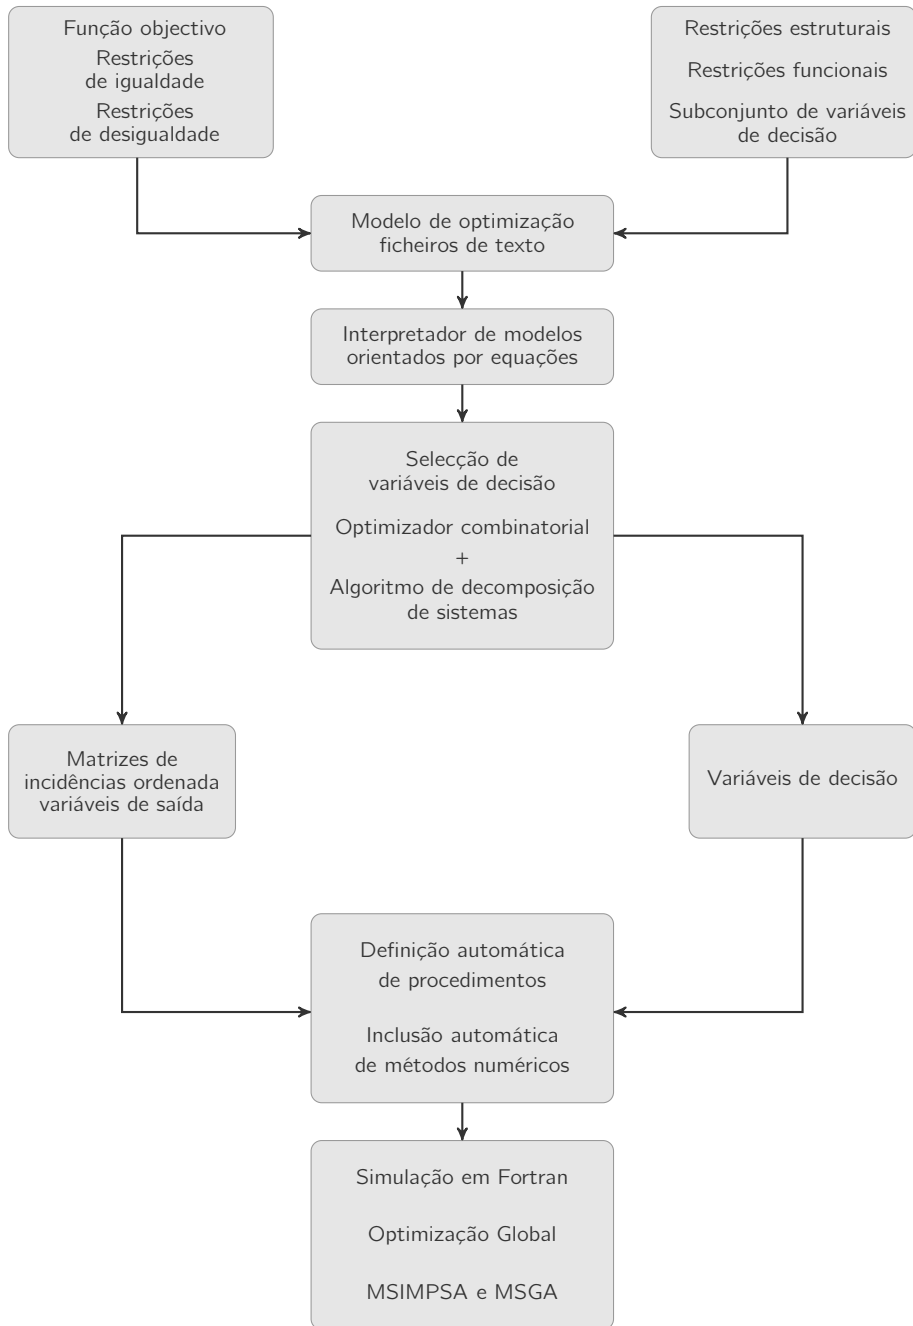 Função objectivo
Restrições
de igualdade
Restrições
de desigualdade
Restrições estruturais
Restrições funcionais
Subconjunto de variáveis
de decisão
Modelo de optimização
ficheiros de texto
Interpretador de modelos
orientados por equações
Selecção de
variáveis de decisão
Optimizador combinatorial
+
Algoritmo de decomposição
de sistemas
Matrizes de
incidências ordenada
variáveis de saída
Variáveis de decisão
Definição automática
de procedimentos
Inclusão automática
de métodos numéricos
Simulação em Fortran
Optimização Global
MSIMPSA e MSGA